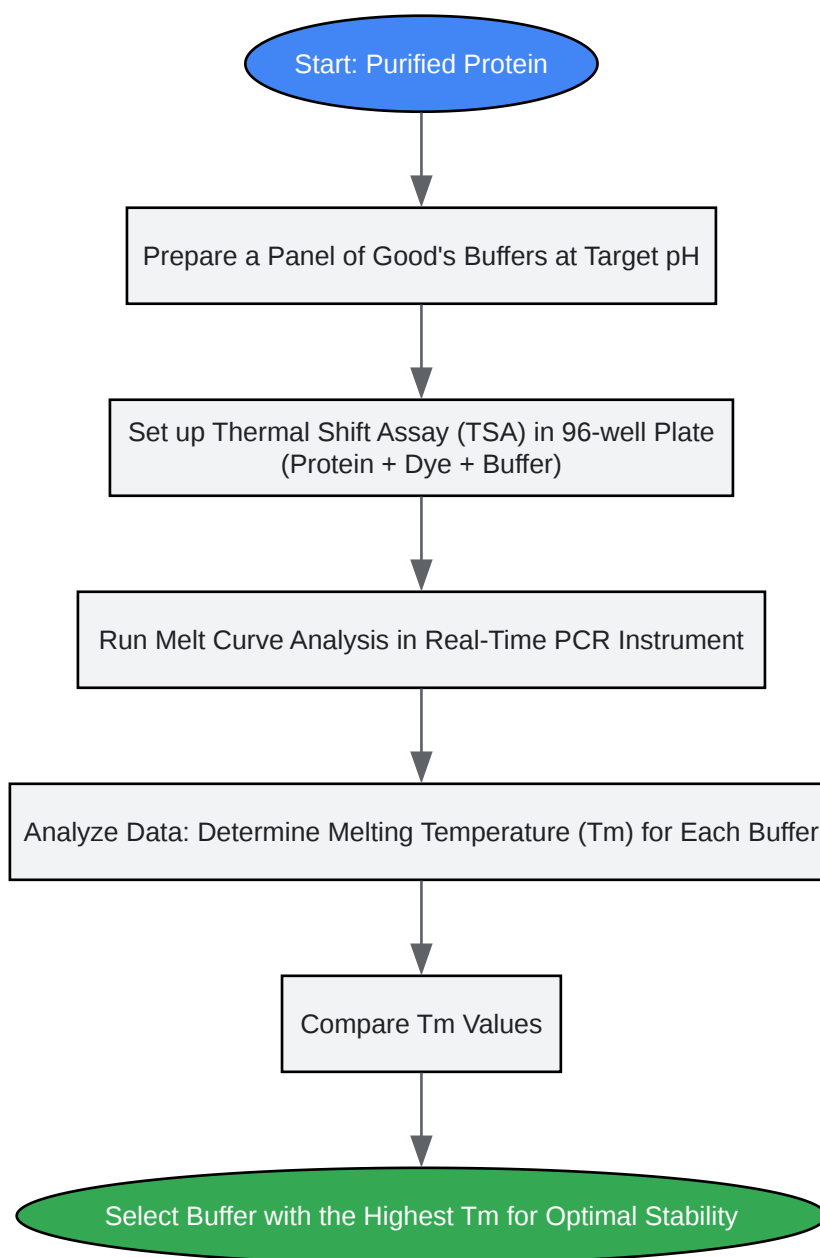 Start: Purified Protein
Prepare a Panel of Good's Buffers at Target pH
Set up Thermal Shift Assay (TSA) in 96-well Plate
(Protein + Dye + Buffer)
Run Melt Curve Analysis in Real-Time PCR Instrument
Analyze Data: Determine Melting Temperature (Tm) for Each Buffer
Compare Tm Values
Select Buffer with the Highest Tm for Optimal Stability